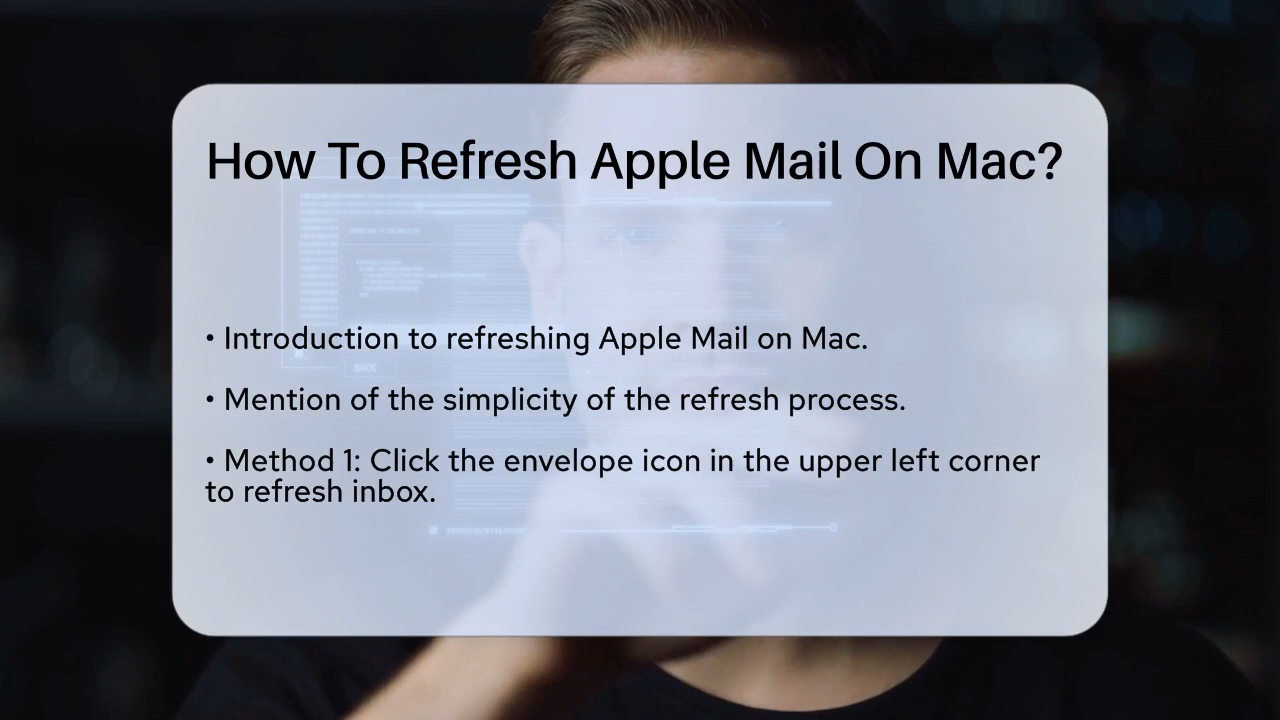 How To Refresh Apple Mail On Mac?
• Introduction to refreshing Apple Mail on Mac.
BACK
• Mention of the simplicity of the refresh process.
• Method 1: Click the envelope icon in the upper left corner
to refresh inbox.